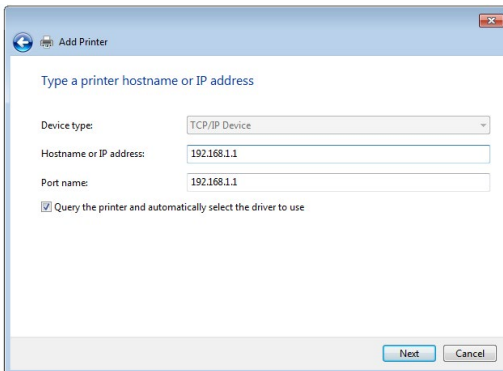 Add Printer
Type a printer hostname or IP address
Device type: TCP/IP Device
Hostname or IP address: 192.168.1.1
Port name: 192.168.1.1
Query the printer and automatically select the driver to use
Next Cancel